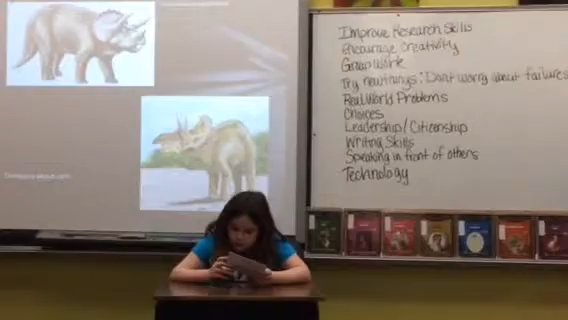 Improve Research Skills
Encourage Creativity
Group Work
Try new things: Dont worry about failures
Real World Problems
Choices
Leadership/Citizenship
Writing Skills
Speaking in front of others
Technology